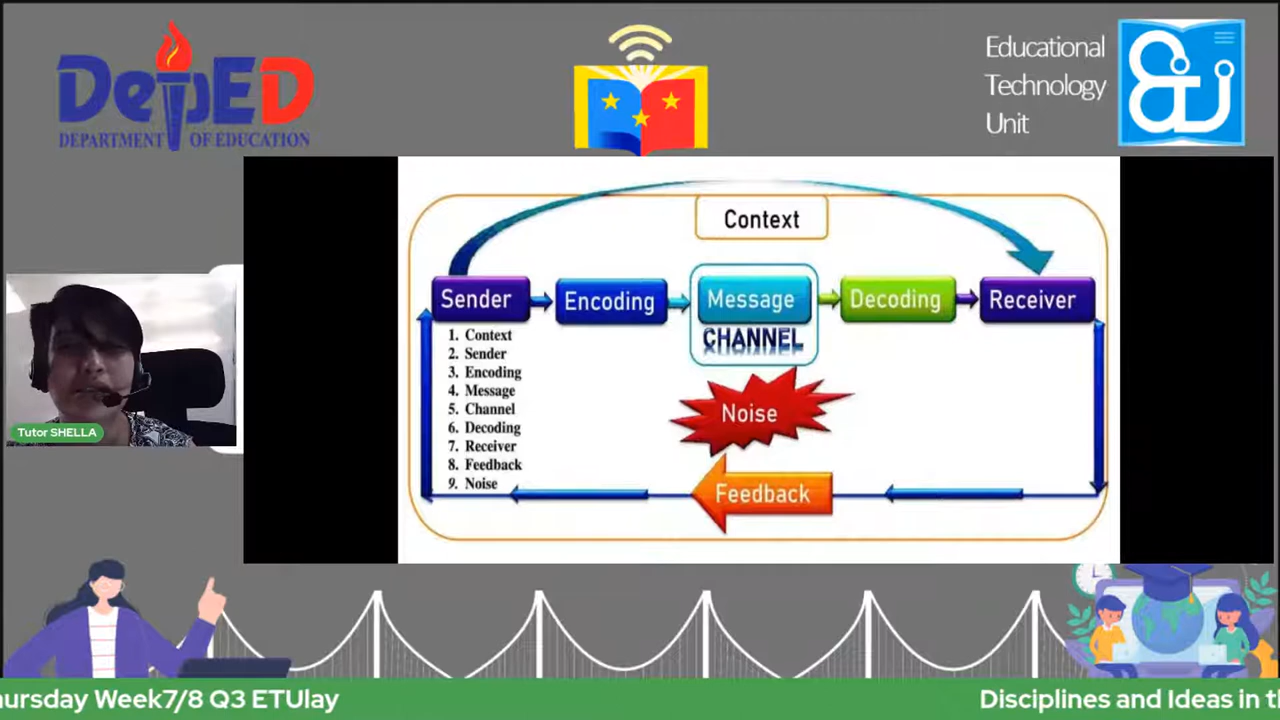 DepED
DEPARTMENT OF EDUCATION
Educational
Technology
Unit
Context
Sender
Encoding
Message
Decoding
Receiver
CHANNEL
1. Context
2. Sender
3. Encoding
4. Message
5. Channel
6. Decoding
7. Receiver
8. Feedback
9. Noise
Noise
Feedback
Tutor SHELLA
hursday Week7/8 Q3 ETUlay
Disciplines and Ideas in th